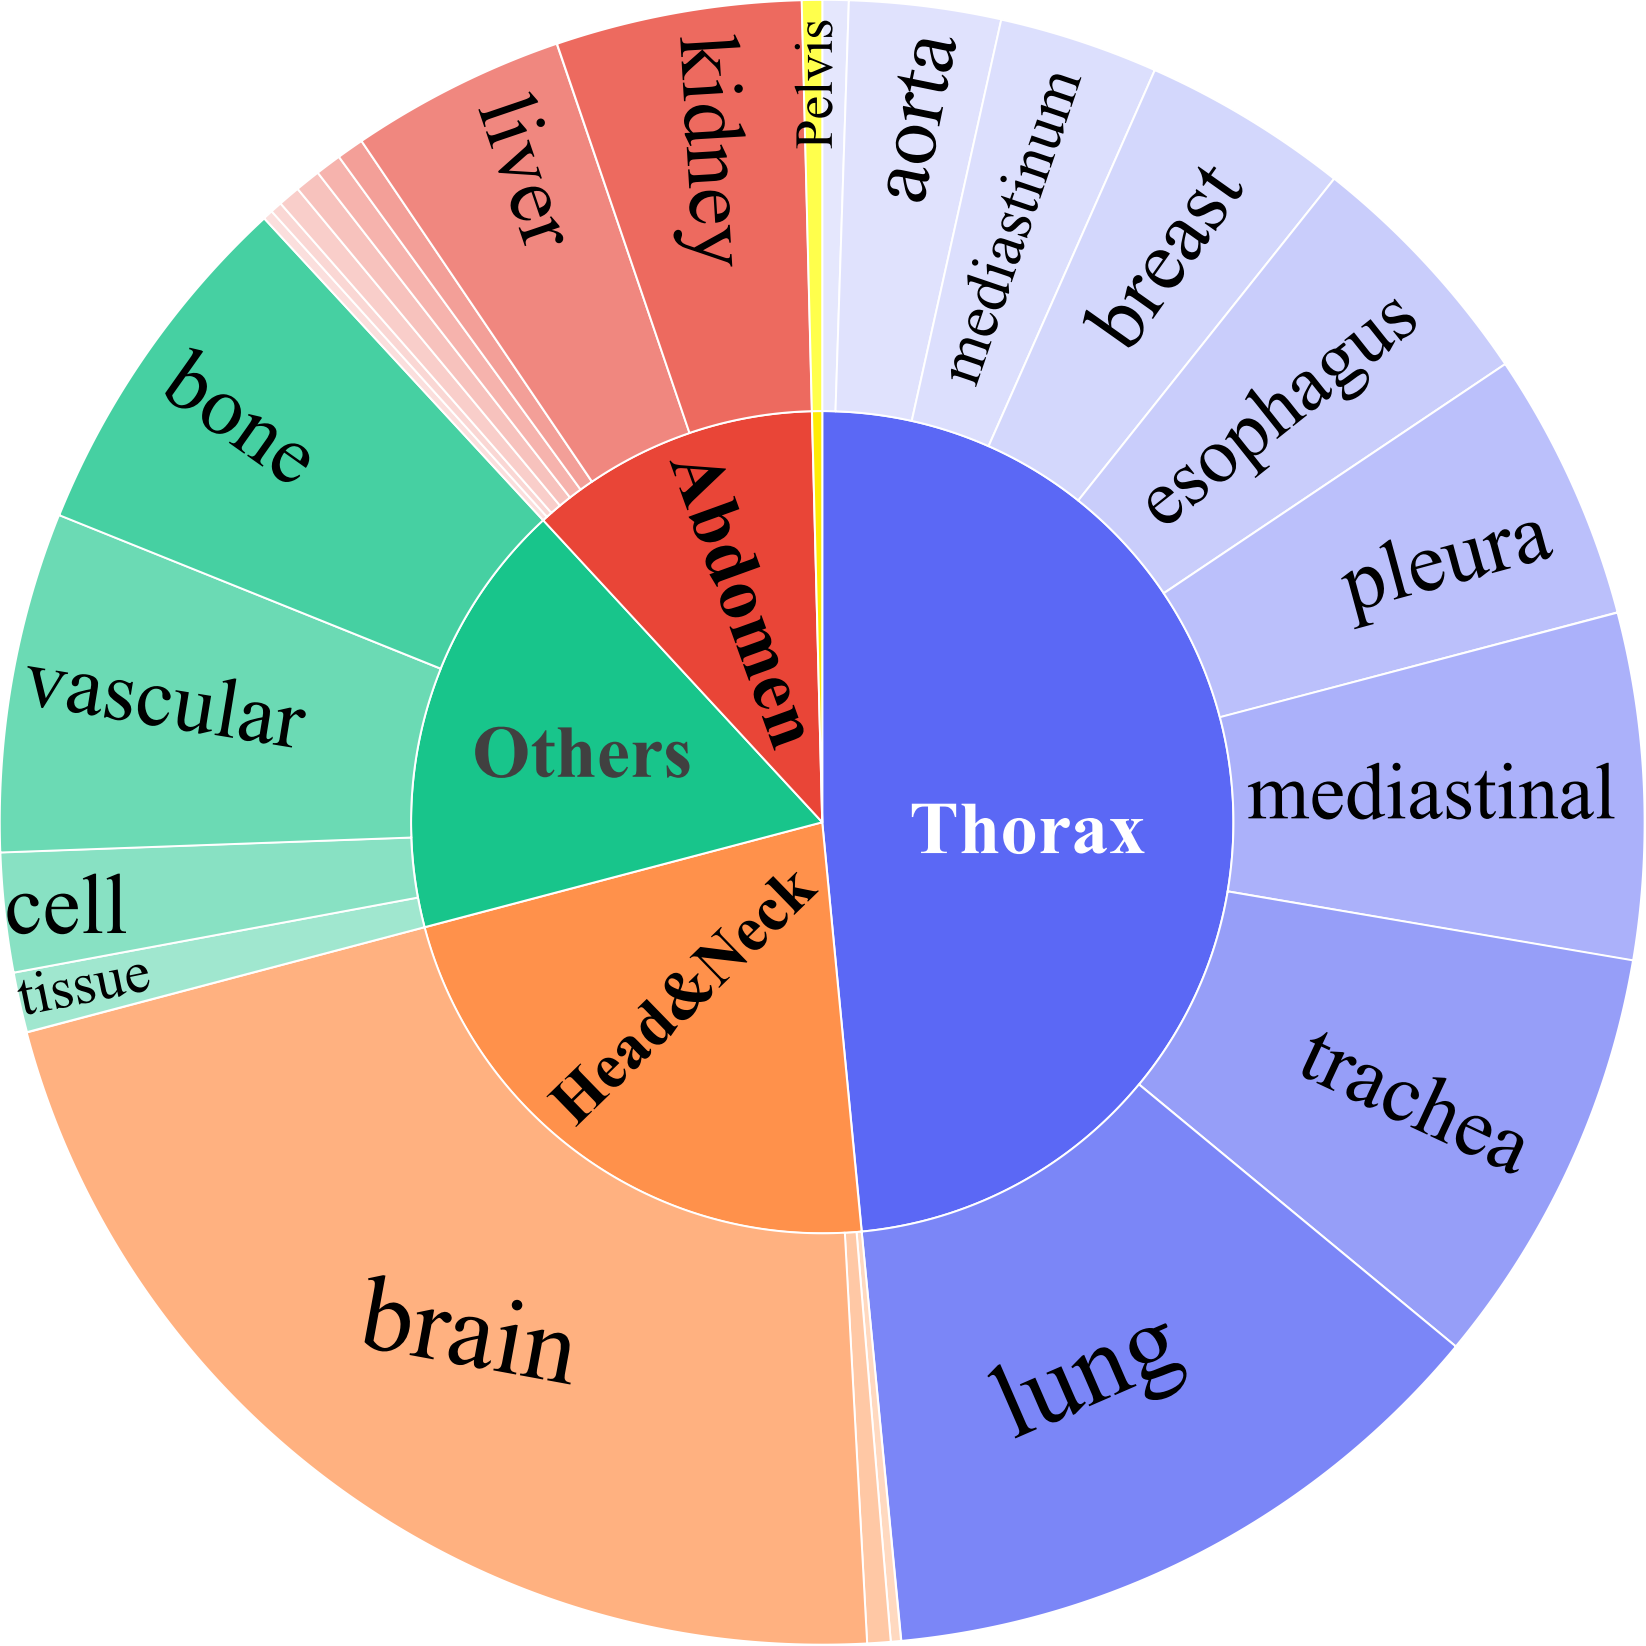 Pelvis
aorta
mediastinum
breast
esophagus
pleura
mediastinal
trachea
lung
brain
tissue
cell
vascular
bone
liver
kidney
Abdomen
Others
Thorax
Head&Neck